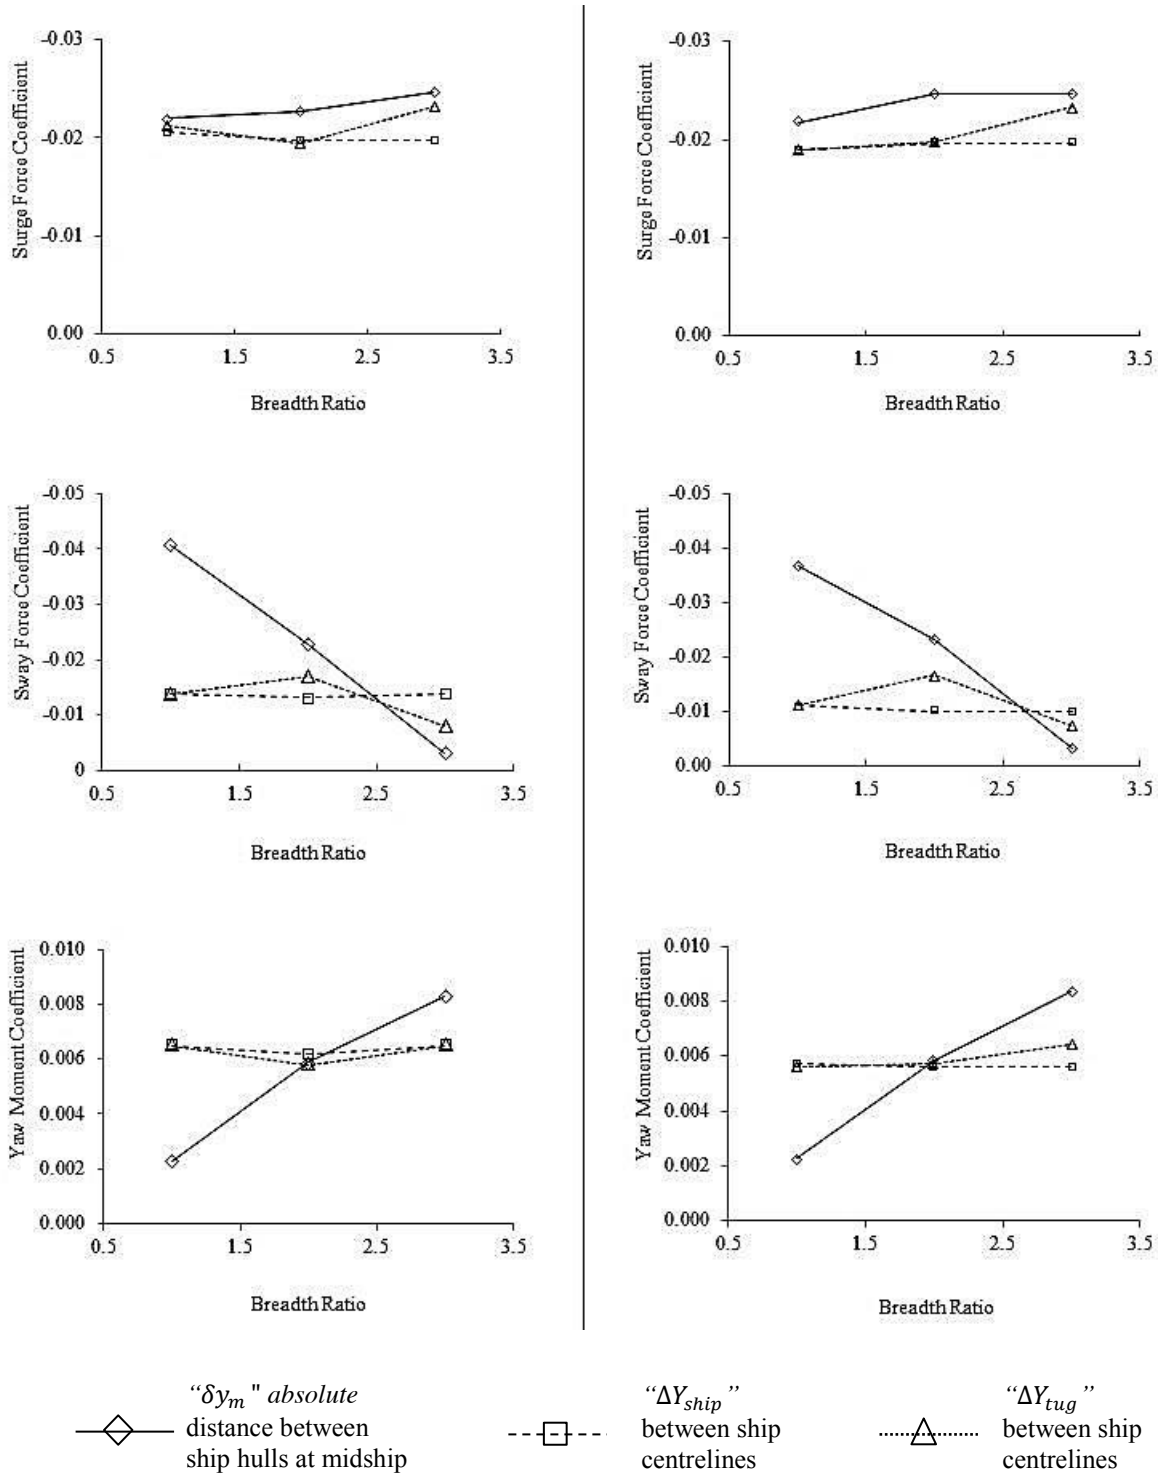 -0.03
-0.02
-0.01
0.00
0.5
1.5
2.5
3.5
Surge Force Coefficient
Breadth Ratio
-0.03
-0.02
-0.01
0.00
0.5
1.5
2.5
3.5
Surge Force Coefficient
Breadth Ratio
-0.05
-0.04
-0.03
-0.02
-0.01
0
0.5
1.5
2.5
3.5
Sway Force Coefficient
Breadth Ratio
-0.05
-0.04
-0.03
-0.02
-0.01
0.00
0.5
1.5
2.5
3.5
Sway Force Coefficient
Breadth Ratio
0.010
0.008
0.006
0.004
0.002
0.000
0.5
1.5
2.5
3.5
Yaw Moment Coefficient
Breadth Ratio
0.010
0.008
0.006
0.004
0.002
0.000
0.5
1.5
2.5
3.5
Yaw Moment Coefficient
Breadth Ratio
“δyₘ" absolute
distance between
ship hulls at midship
“ΔY_ship”
between ship
centrelines
“ΔY_tug”
between ship
centrelines